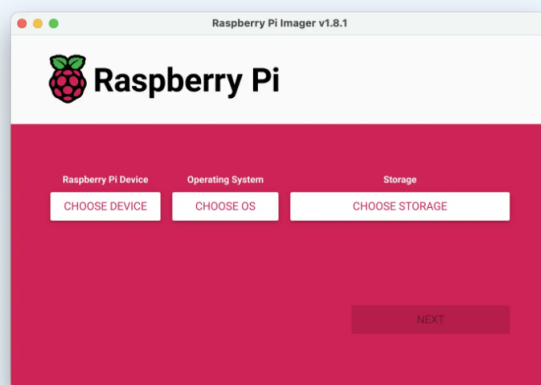 Raspberry Pi Imager v1.8.1
Raspberry Pi
Raspberry Pi Device Operating System Storage
CHOOSE DEVICE CHOOSE OS CHOOSE STORAGE
NEXT